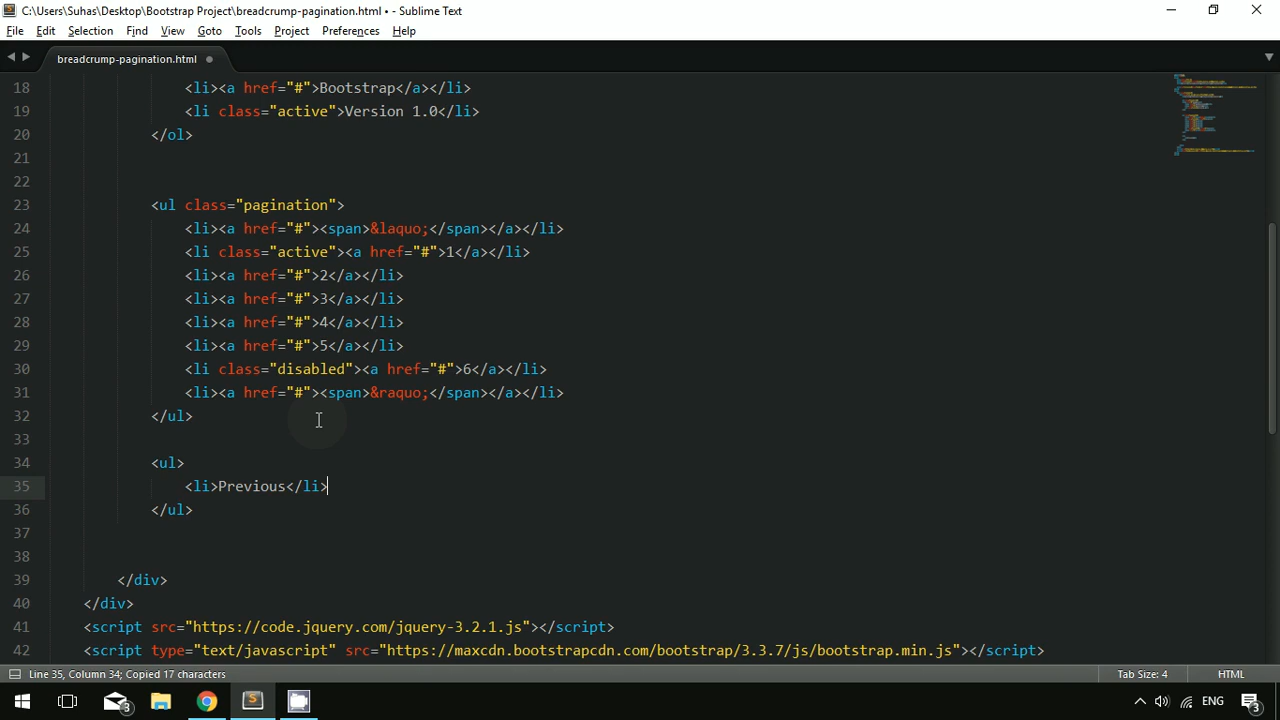 C:\Users\Suhas\Desktop\Bootstrap Project\breadcrump-pagination.html • - Sublime Text
File Edit Selection Find View Goto Tools Project Preferences Help
breadcrump-pagination.html
18 <li><a href="#">Bootstrap</a></li>
19 <li class="active">Version 1.0</li>
20 </ol>
21
22
23 <ul class="pagination">
24 <li><a href="#"><span>&laquo;</span></a></li>
25 <li class="active"><a href="#">1</a></li>
26 <li><a href="#">2</a></li>
27 <li><a href="#">3</a></li>
28 <li><a href="#">4</a></li>
29 <li><a href="#">5</a></li>
30 <li class="disabled"><a href="#">6</a></li>
31 <li><a href="#"><span>&raquo;</span></a></li>
32 </ul>
33
34 <ul>
35 <li>Previous</li>
36 </ul>
37
38
39 </div>
40 </div>
41 <script src="https://code.jquery.com/jquery-3.2.1.js"></script>
42 <script type="text/javascript" src="https://maxcdn.bootstrapcdn.com/bootstrap/3.3.7/js/bootstrap.min.js"></script>
Line 35, Column 34; Copied 17 characters Tab Size: 4 HTML
3 S ENG 3